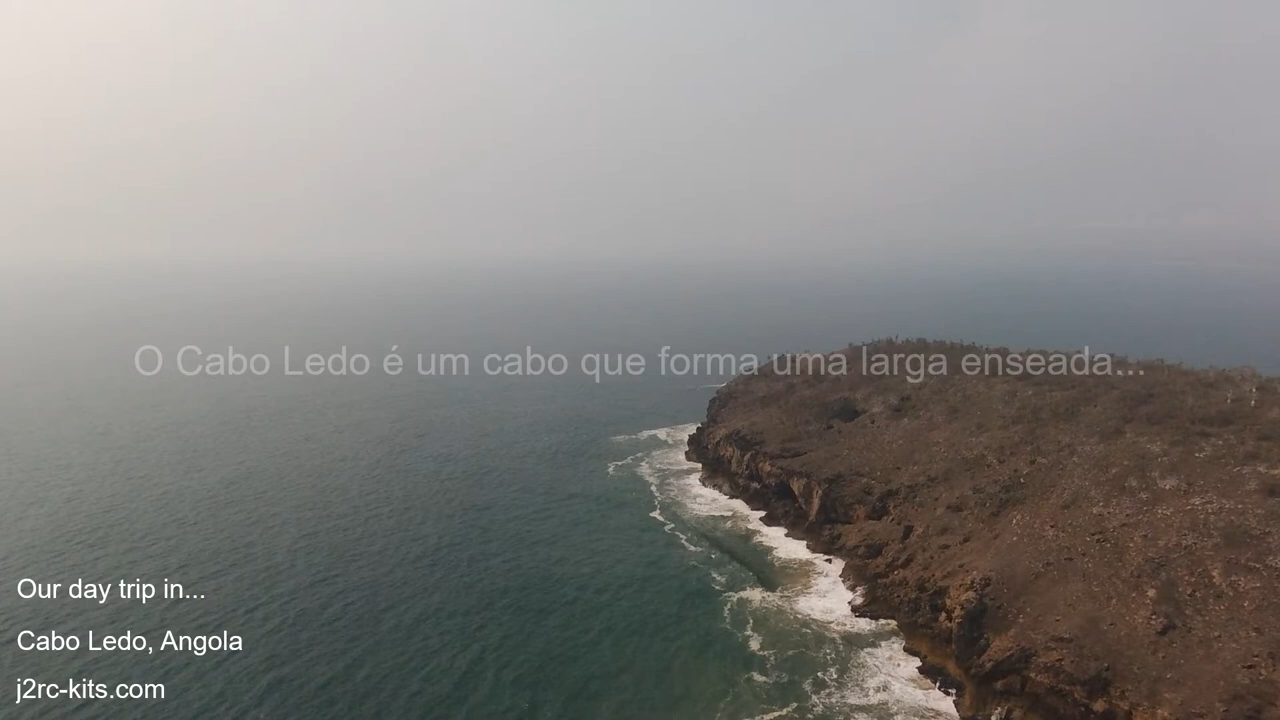 O Cabo Ledo é um cabo que forma uma larga enseada...
Our day trip in...
Cabo Ledo, Angola
j2rc-kits.com